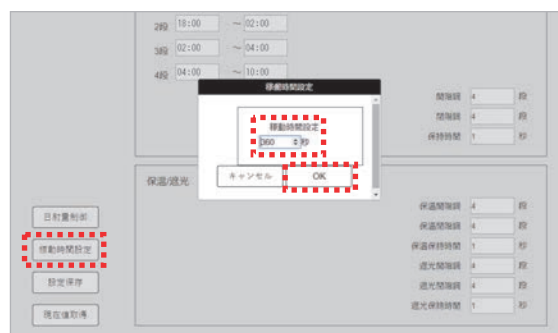 2段 18:00 ~ 02:00
3段 02:00 ~ 04:00
4段 04:00 ~ 10:00
稼動時間設定
開階調 4 段
閉階調 4 段
保持時間 1 秒
稼動時間設定
360 秒
キャンセル OK
保温/遮光
保温開階調 4 段
保温閉階調 4 段
保温保持時間 1 秒
遮光開階調 4 段
遮光閉階調 4 段
遮光保持時間 1 秒
日射量制御
稼動時間設定
設定保存
現在値取得